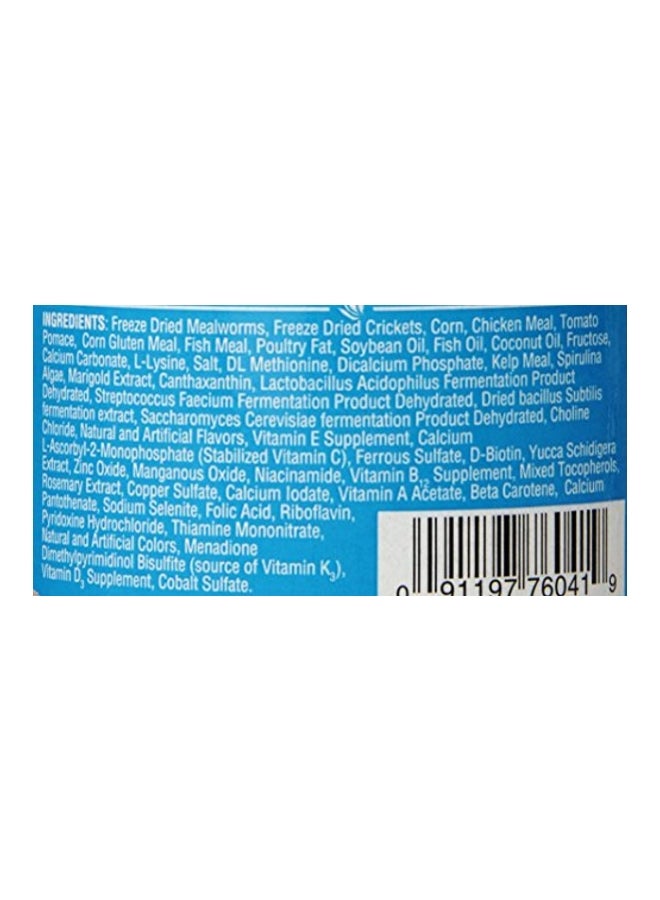 INGREDIENTS: Freeze Dried Mealworms, Freeze Dried Crickets, Corn, Chicken Meal, Tomato
Pomace, Corn Gluten Meal, Fish Meal, Poultry Fat, Soybean Oil, Fish Oil, Coconut Oil, Fructose,
Calcium Carbonate, L-Lysine, Salt, DL Methionine, Dicalcium Phosphate, Kelp Meal, Spirulina
Algae, Marigold Extract, Canthaxanthin, Lactobacillus Acidophilus Fermentation Product
Dehydrated, Streptococcus Faecium Fermentation Product Dehydrated, Dried bacillus Subtilis
fermentation extract, Saccharomyces Cerevisiae fermentation Product Dehydrated, Choline
Chloride, Natural and Artificial Flavors, Vitamin E Supplement, Calcium
L-Ascorbyl-2-Monophosphate (Stabilized Vitamin C), Ferrous Sulfate, D-Biotin, Yucca Schidigera
Extract, Zinc Oxide, Manganous Oxide, Niacinamide, Vitamin B12 Supplement, Mixed Tocopherols,
Rosemary Extract, Copper Sulfate, Calcium Iodate, Vitamin A Acetate, Beta Carotene, Calcium
Pantothenate, Sodium Selenite, Folic Acid, Riboflavin,
Pyridoxine Hydrochloride, Thiamine Mononitrate,
Natural and Artificial Colors, Menadione
Dimethylpyrimidinol Bisulfite (source of Vitamin K3),
Vitamin D3 Supplement, Cobalt Sulfate.
0 91197 76041 9